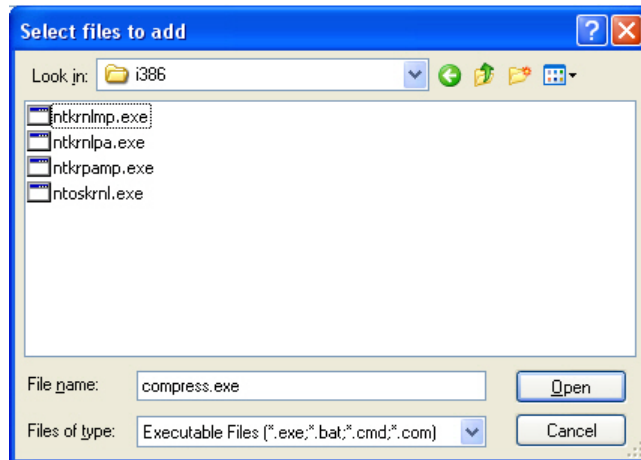 Select files to add
Look in: i386
ntkrnlmp.exe
ntkrnlpa.exe
ntkrpamp.exe
ntoskrnl.exe
File name: compress.exe Open
Files of type: Executable Files (*.exe;*.bat;*.cmd;*.com) Cancel